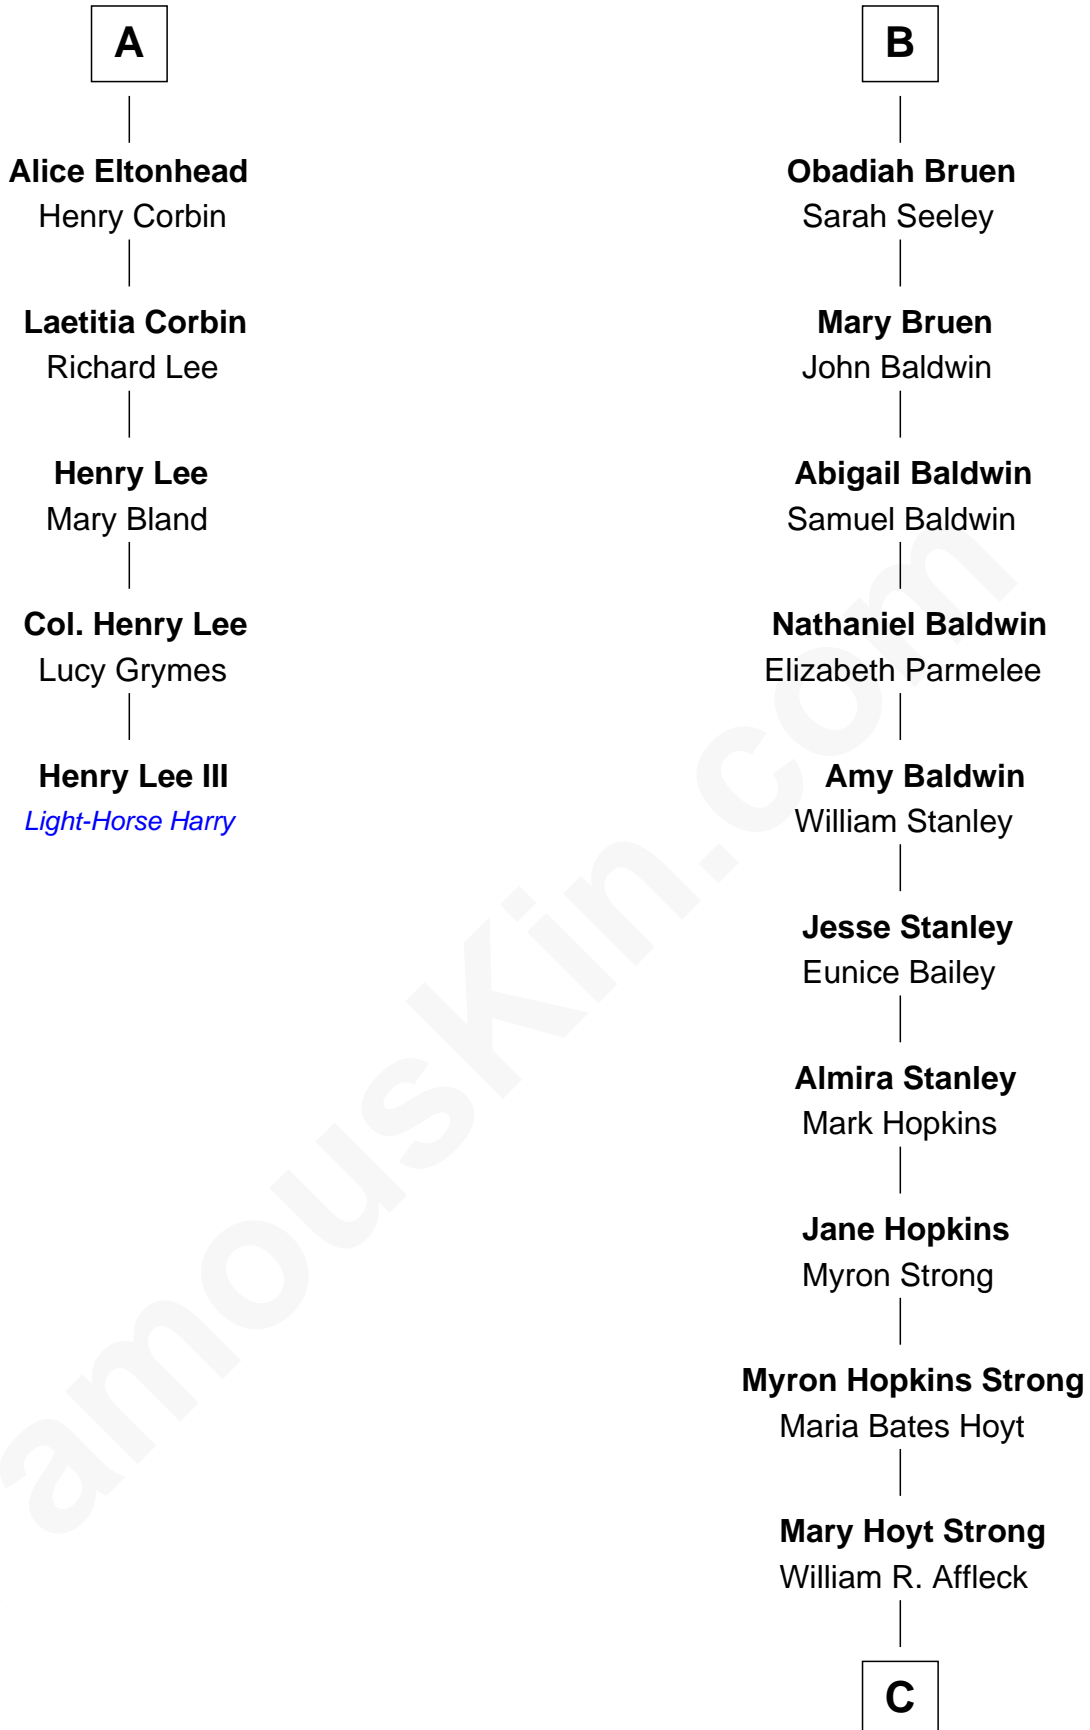 A
Alice Eltonhead
Henry Corbin
Laetitia Corbin
Richard Lee
Henry Lee
Mary Bland
Col. Henry Lee
Lucy Grymes
Henry Lee III
Light-Horse Harry
B
Obadiah Bruen
Sarah Seeley
Mary Bruen
John Baldwin
Abigail Baldwin
Samuel Baldwin
Nathaniel Baldwin
Elizabeth Parmelee
Amy Baldwin
William Stanley
Jesse Stanley
Eunice Bailey
Almira Stanley
Mark Hopkins
Jane Hopkins
Myron Strong
Myron Hopkins Strong
Maria Bates Hoyt
Mary Hoyt Strong
William R. Affleck
C
amouskin.com